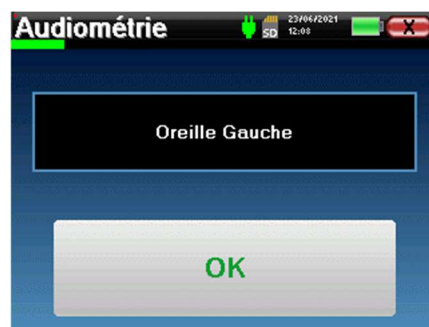 Audiométrie
SD
23/06/2021
12:08
X
Oreille Gauche
OK